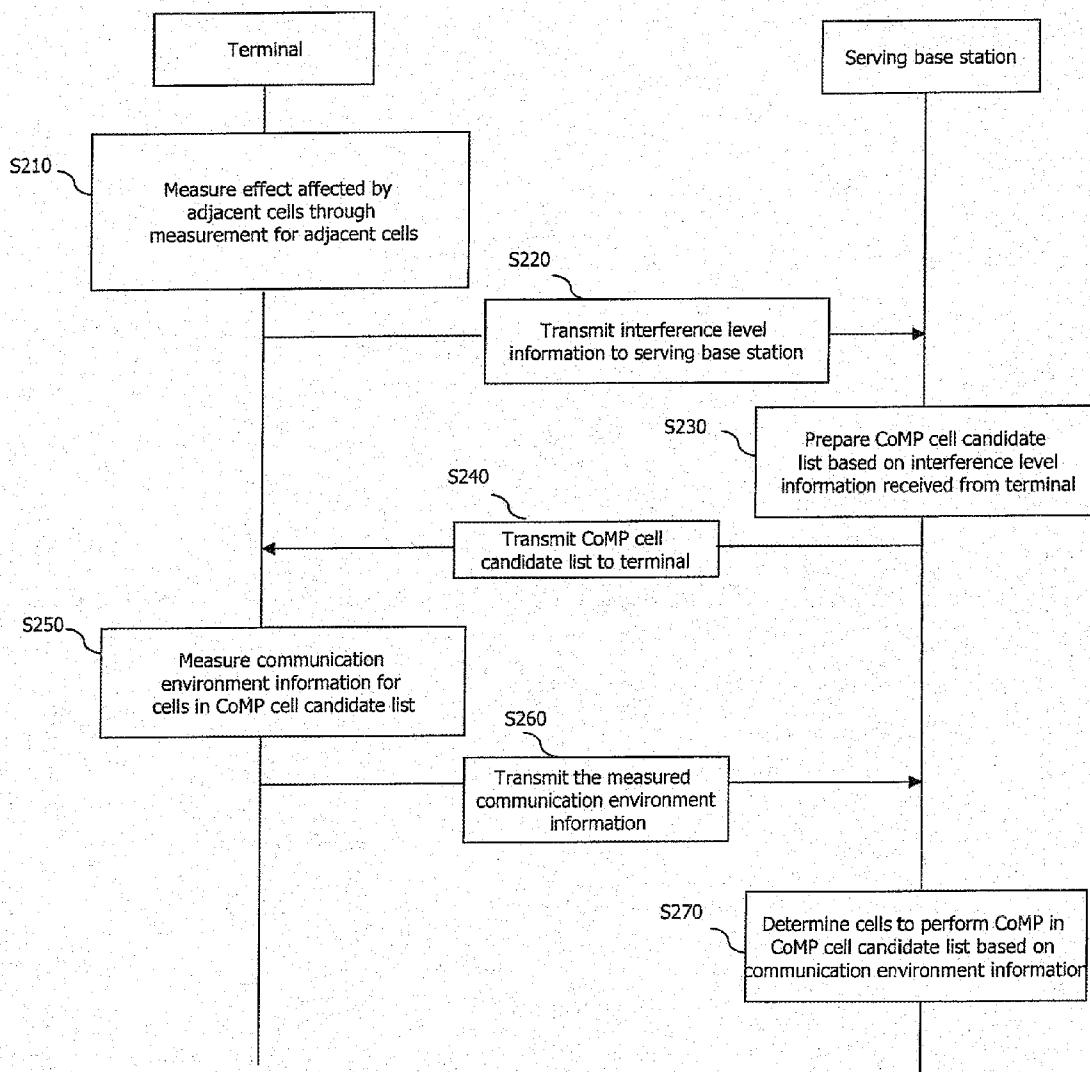 Terminal
Serving base station
S210
Measure effect affected by
adjacent cells through
measurement for adjacent cells
S220
Transmit interference level
information to serving base station
S230
Prepare CoMP cell candidate
list based on interference level
information received from terminal
S240
Transmit CoMP cell
candidate list to terminal
S250
Measure communication
environment information for
cells in CoMP cell candidate list
S260
Transmit the measured
communication environment
information
S270
Determine cells to perform CoMP in
CoMP cell candidate list based on
communication environment information